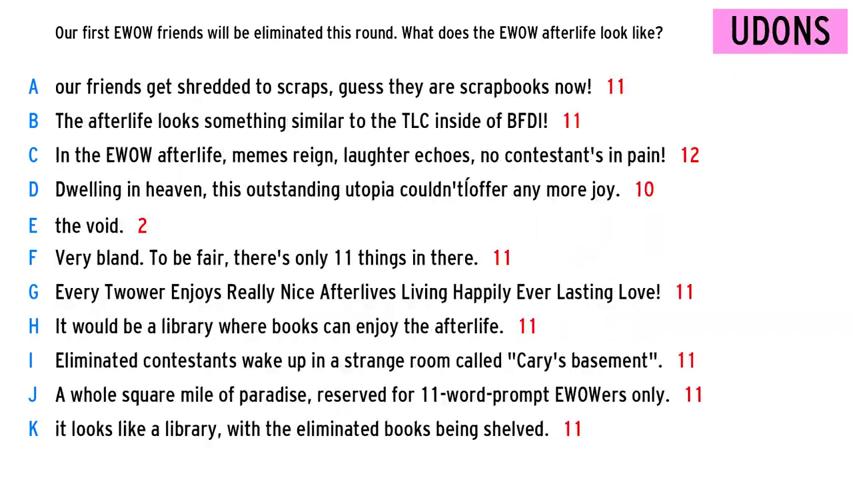 Our first EWOW friends will be eliminated this round. What does the EWOW afterlife look like?
UDONS
A our friends get shredded to scraps, guess they are scrapbooks now! 11
B The afterlife looks something similar to the TLC inside of BFDI! 11
C In the EWOW afterlife, memes reign, laughter echoes, no contestant's in pain! 12
D Dwelling in heaven, this outstanding utopia couldn'tÍoffer any more joy. 10
E the void. 2
F Very bland. To be fair, there's only 11 things in there. 11
G Every Twower Enjoys Really Nice Afterlives Living Happily Ever Lasting Love! 11
H It would be a library where books can enjoy the afterlife. 11
I Eliminated contestants wake up in a strange room called "Cary's basement". 11
J A whole square mile of paradise, reserved for 11-word-prompt EWOWers only. 11
K it looks like a library, with the eliminated books being shelved. 11